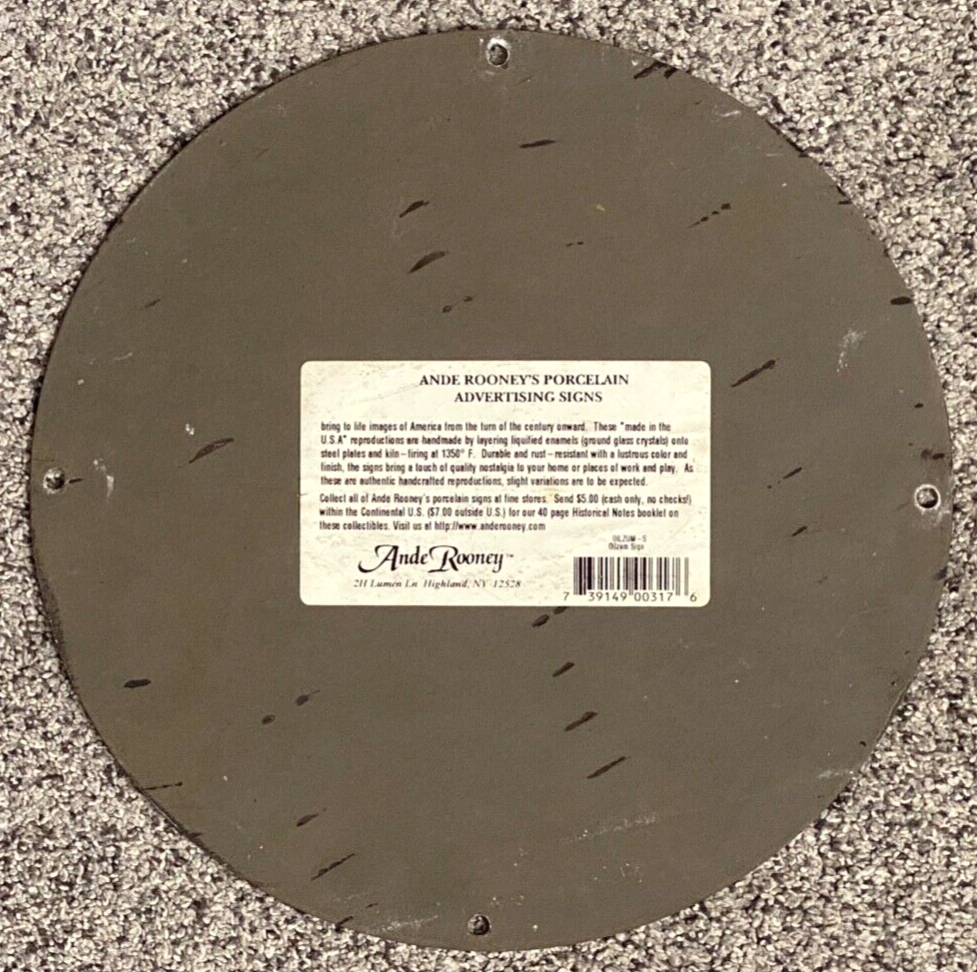 ANDE ROONEY'S PORCELAIN
ADVERTISING SIGNS
bring to life images of America from the turn of the century onward. These "made in the
U.S.A" reproductions are handmade by layering liquified enamels (ground glass crystals) onto
steel plates and kiln-firing at 1350° F. Durable and rust-resistant with a lustrous color and
finish, the signs bring a touch of quality nostalgia to your home or places of work and play. As
these are authentic handcrafted reproductions, slight variations are to be expected.
Collect all of Ande Rooney's porcelain signs at fine stores. Send $5.00 (cash only, no checks!)
within the Continental U.S. ($7.00 outside U.S.) for our 40 page Historical Notes booklet on
these collectibles. Visit us at http://www.anderooney.com
OILZUM-S
Oilzum Sign
Ande Rooney™
2H Lumen Ln. Highland, NY 12528
7 39149 00317 6